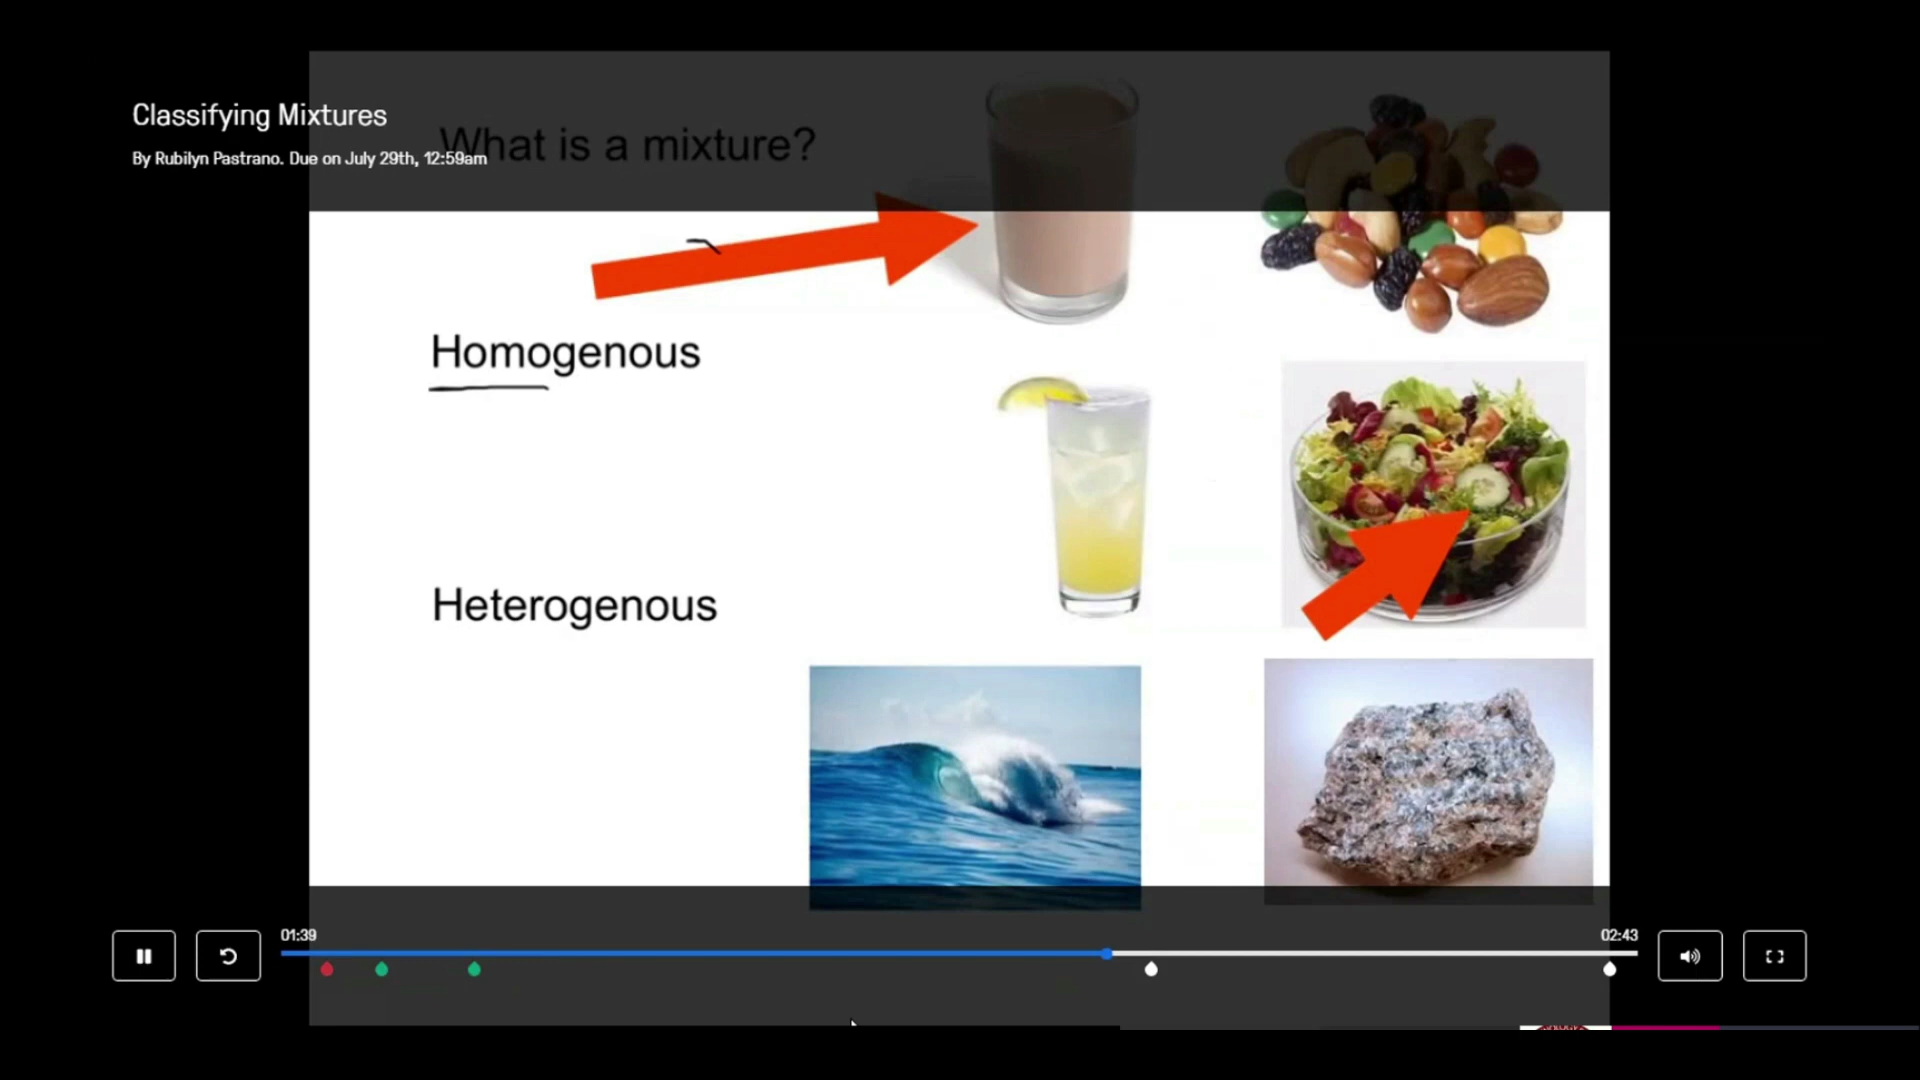 Classifying Mixtures
What is a mixture?
By Rubilyn Pastrano. Due on July 29th, 12:59am
Homogenous
Heterogenous
01:39
02:43